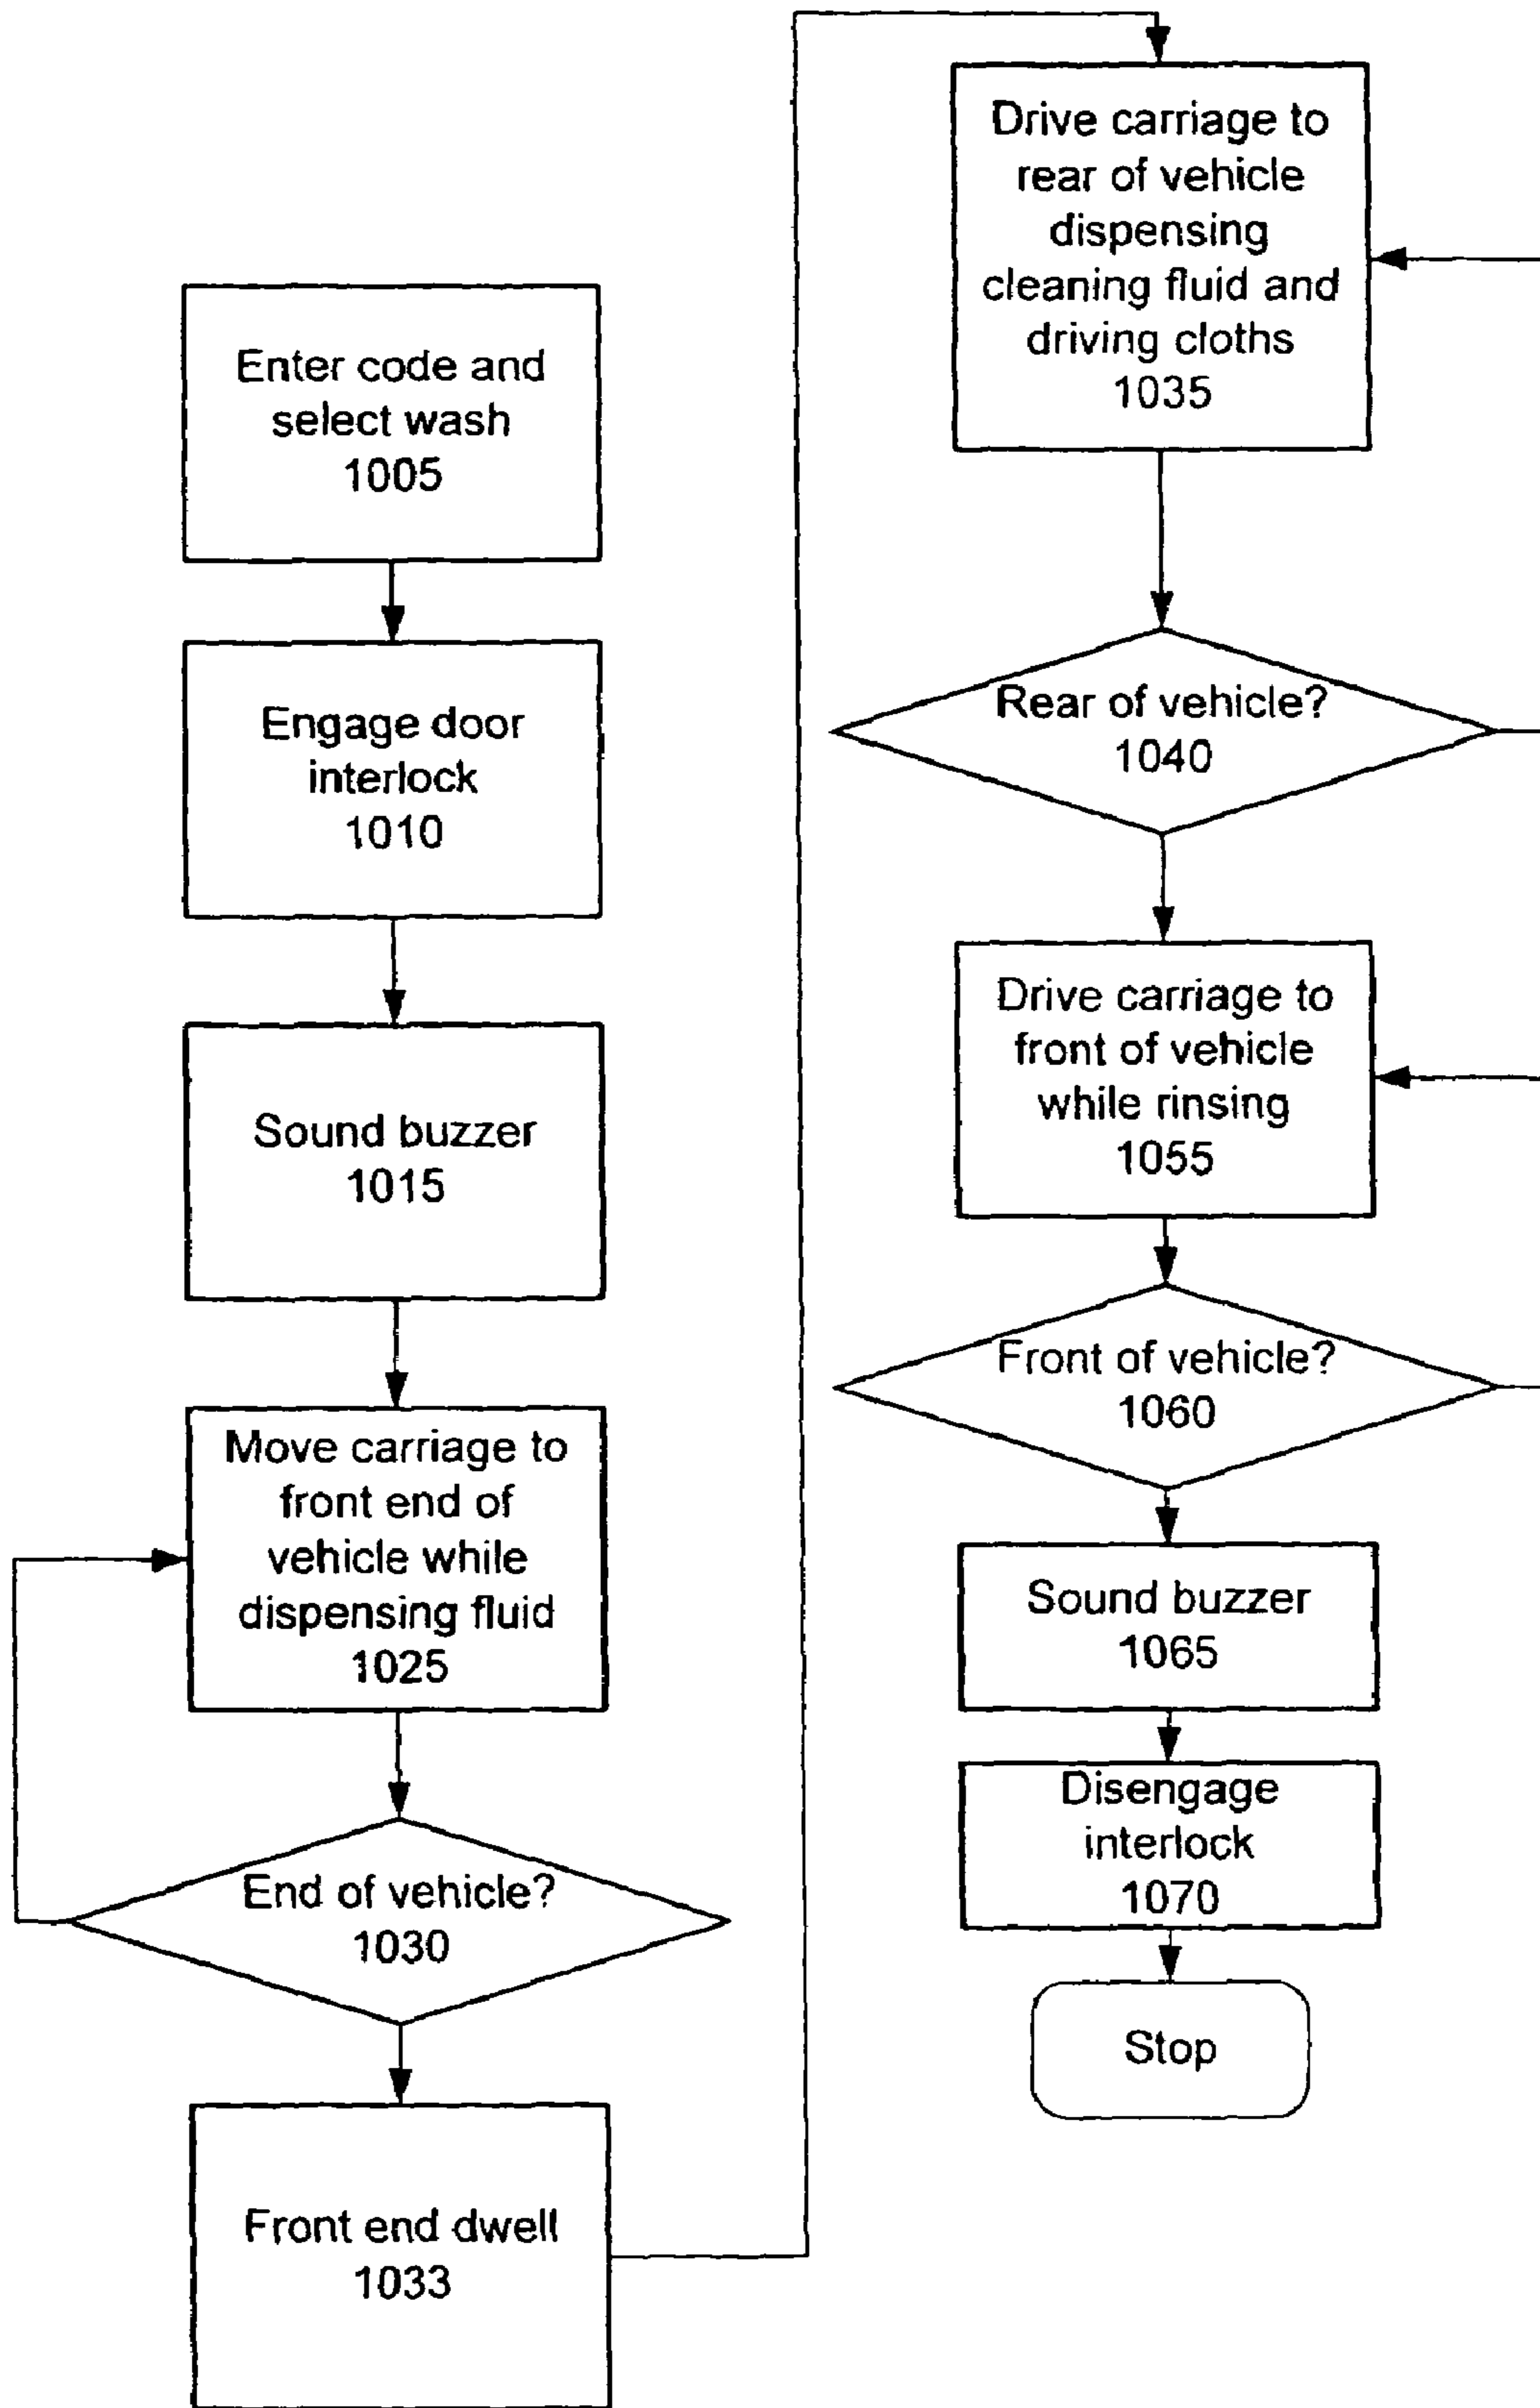 Enter code and
select wash
1005
Engage door
interlock
1010
Sound buzzer
1015
Move carriage to
front end of
vehicle while
dispensing fluid
1025
End of vehicle?
1030
Front end dwell
1033
Drive carriage to
rear of vehicle
dispensing
cleaning fluid and
driving cloths
1035
Rear of vehicle?
1040
Drive carriage to
front of vehicle
while rinsing
1055
Front of vehicle?
1060
Sound buzzer
1065
Disengage
interlock
1070
Stop